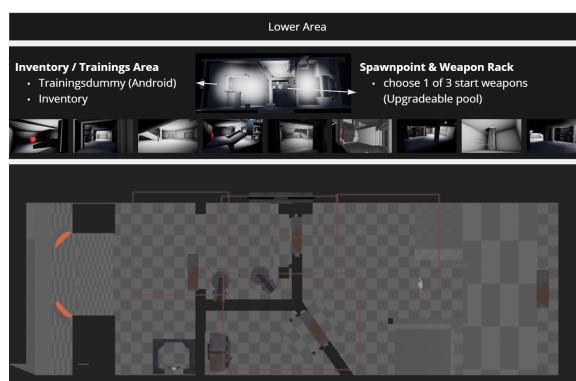 Lower Area
Inventory / Trainings Area
• Trainingsdummy (Android)
• Inventory
Spawnpoint & Weapon Rack
• choose 1 of 3 start weapons
(Upgradeable pool)